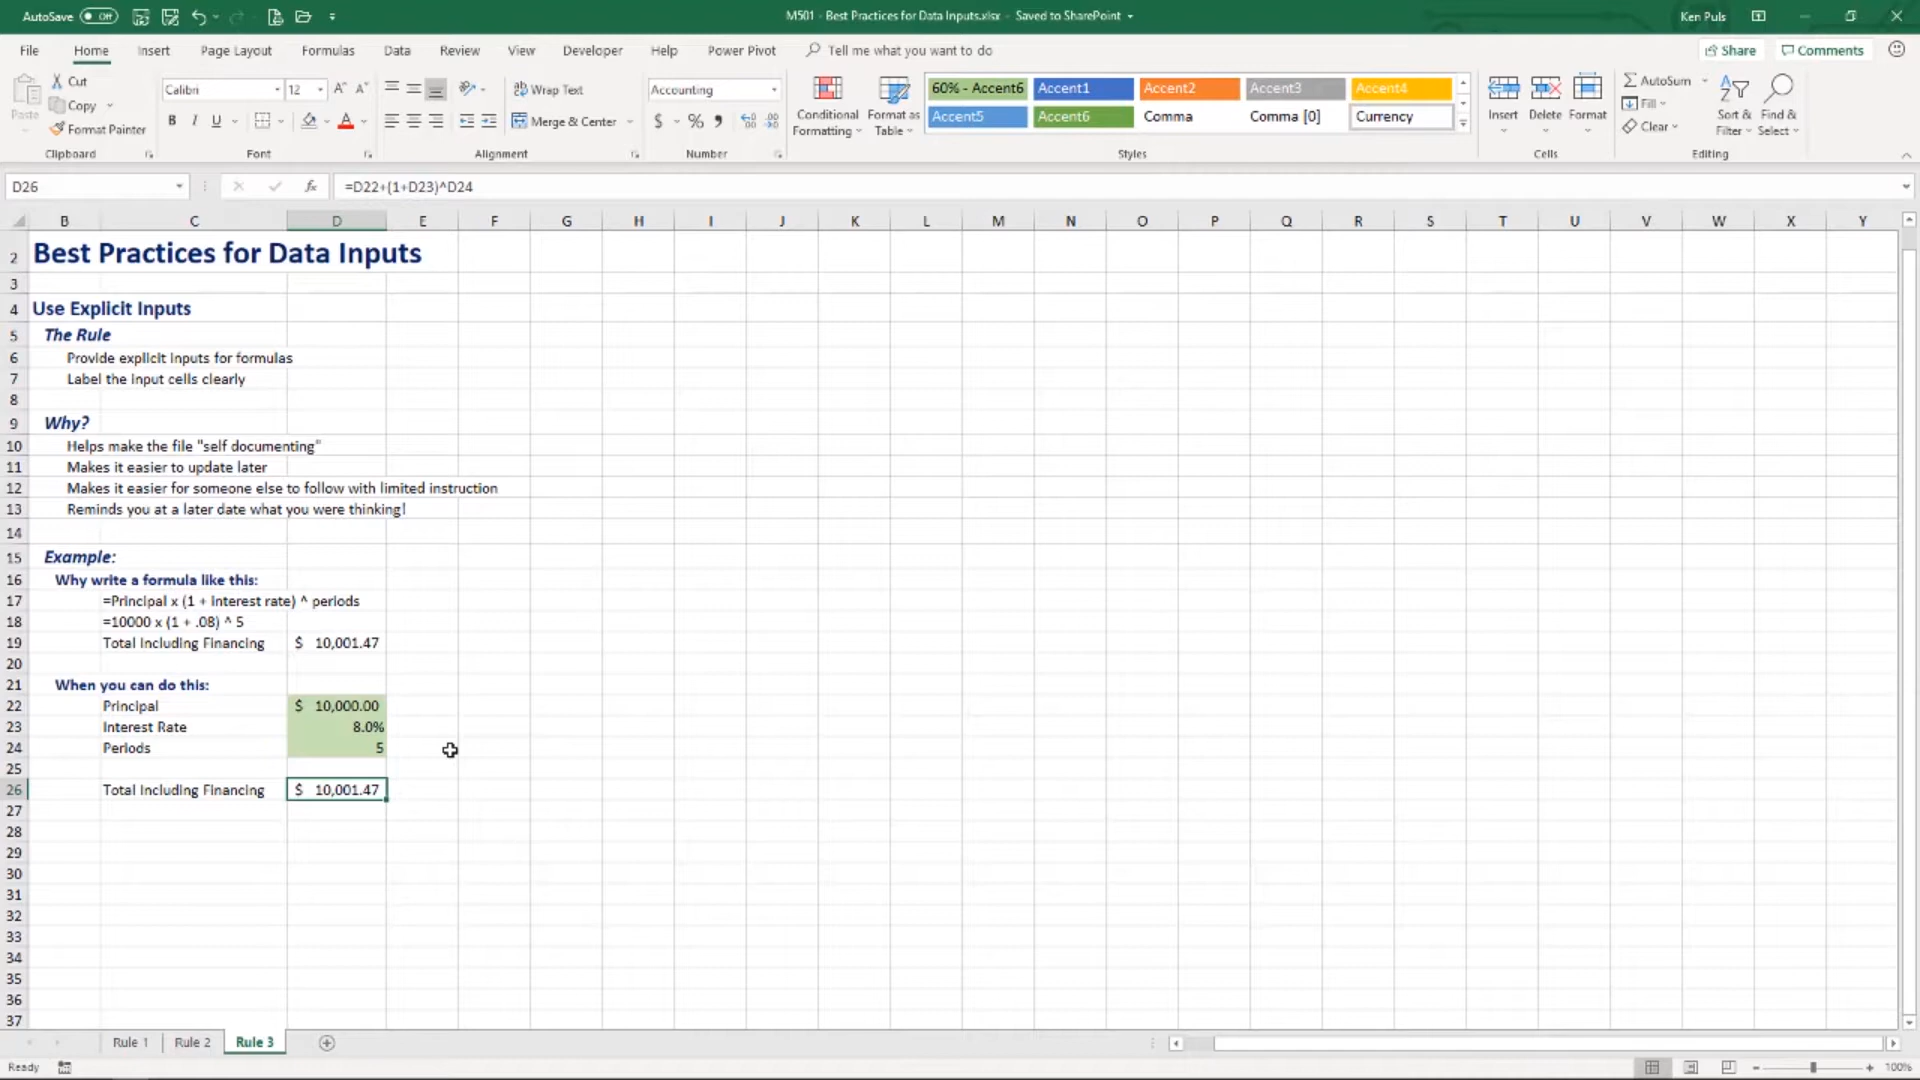 AutoSave Off
M501 - Best Practices for Data Inputs.xlsx - Saved to SharePoint
Ken Puls
File Home Insert Page Layout Formulas Data Review View Developer Help Power Pivot Tell me what you want to do Share Comments
Paste
Cut
Copy
Format Painter
Clipboard
Calibri 12
B I U
Font
Wrap Text
Merge & Center
Alignment
Accounting
$ % ,
Number
Conditional Formatting
Format as Table
60% - Accent6 Accent1 Accent2 Accent3 Accent4
Accent5 Accent6 Comma Comma [0] Currency
Styles
Insert Delete Format
Cells
AutoSum
Fill
Clear
Sort & Filter
Find & Select
Editing
D26 fx =D22+(1+D23)^D24
B C D E F G H I J K L M N O P Q R S T U V W X Y
2 Best Practices for Data Inputs
3
4 Use Explicit Inputs
5 The Rule
6 Provide explicit inputs for formulas
7 Label the input cells clearly
8
9 Why?
10 Helps make the file "self documenting"
11 Makes it easier to update later
12 Makes it easier for someone else to follow with limited instruction
13 Reminds you at a later date what you were thinking!
14
15 Example:
16 Why write a formula like this:
17 =Principal x (1 + interest rate) ^ periods
18 =10000 x (1 + .08) ^ 5
19 Total Including Financing $ 10,001.47
20
21 When you can do this:
22 Principal $ 10,000.00
23 Interest Rate 8.0%
24 Periods 5
25
26 Total Including Financing $ 10,001.47
27
28
29
30
31
32
33
34
35
36
37
Rule 1 Rule 2 Rule 3
Ready
100%